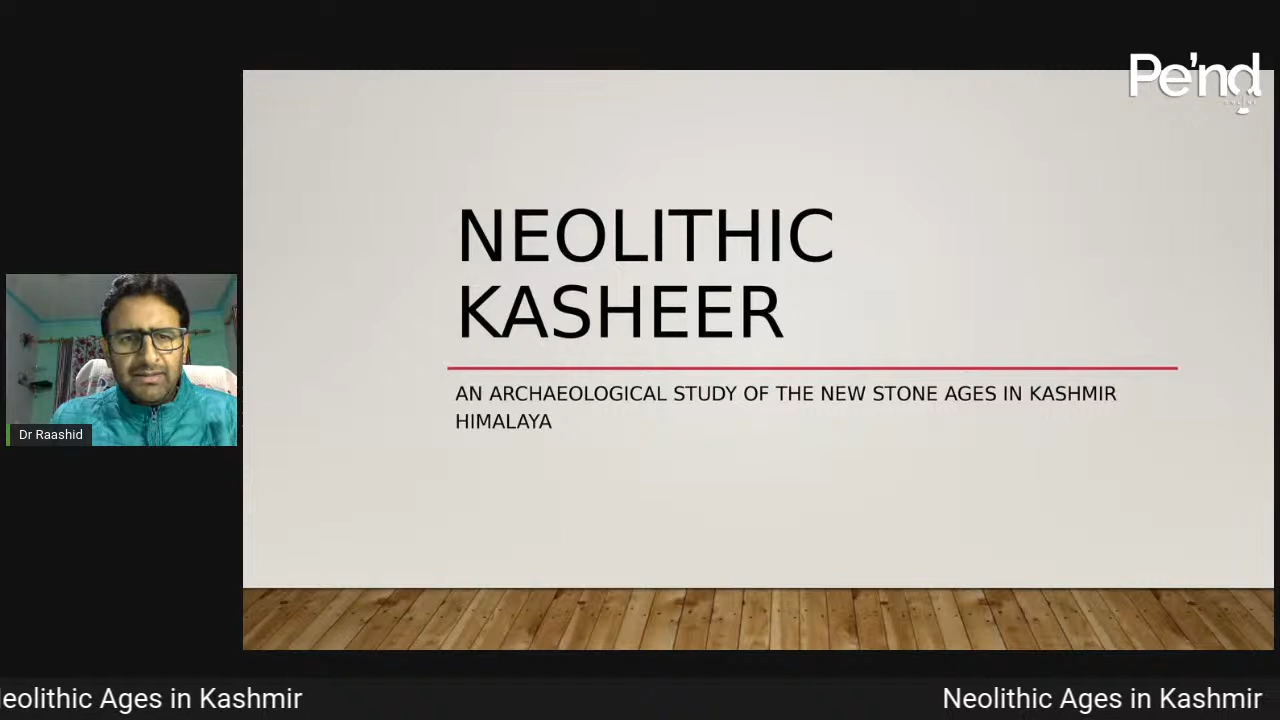 Pe'nd
NEOLITHIC
KASHEER
AN ARCHAEOLOGICAL STUDY OF THE NEW STONE AGES IN KASHMIR
HIMALAYA
Dr Raashid
eolithic Ages in Kashmir
Neolithic Ages in Kashmir